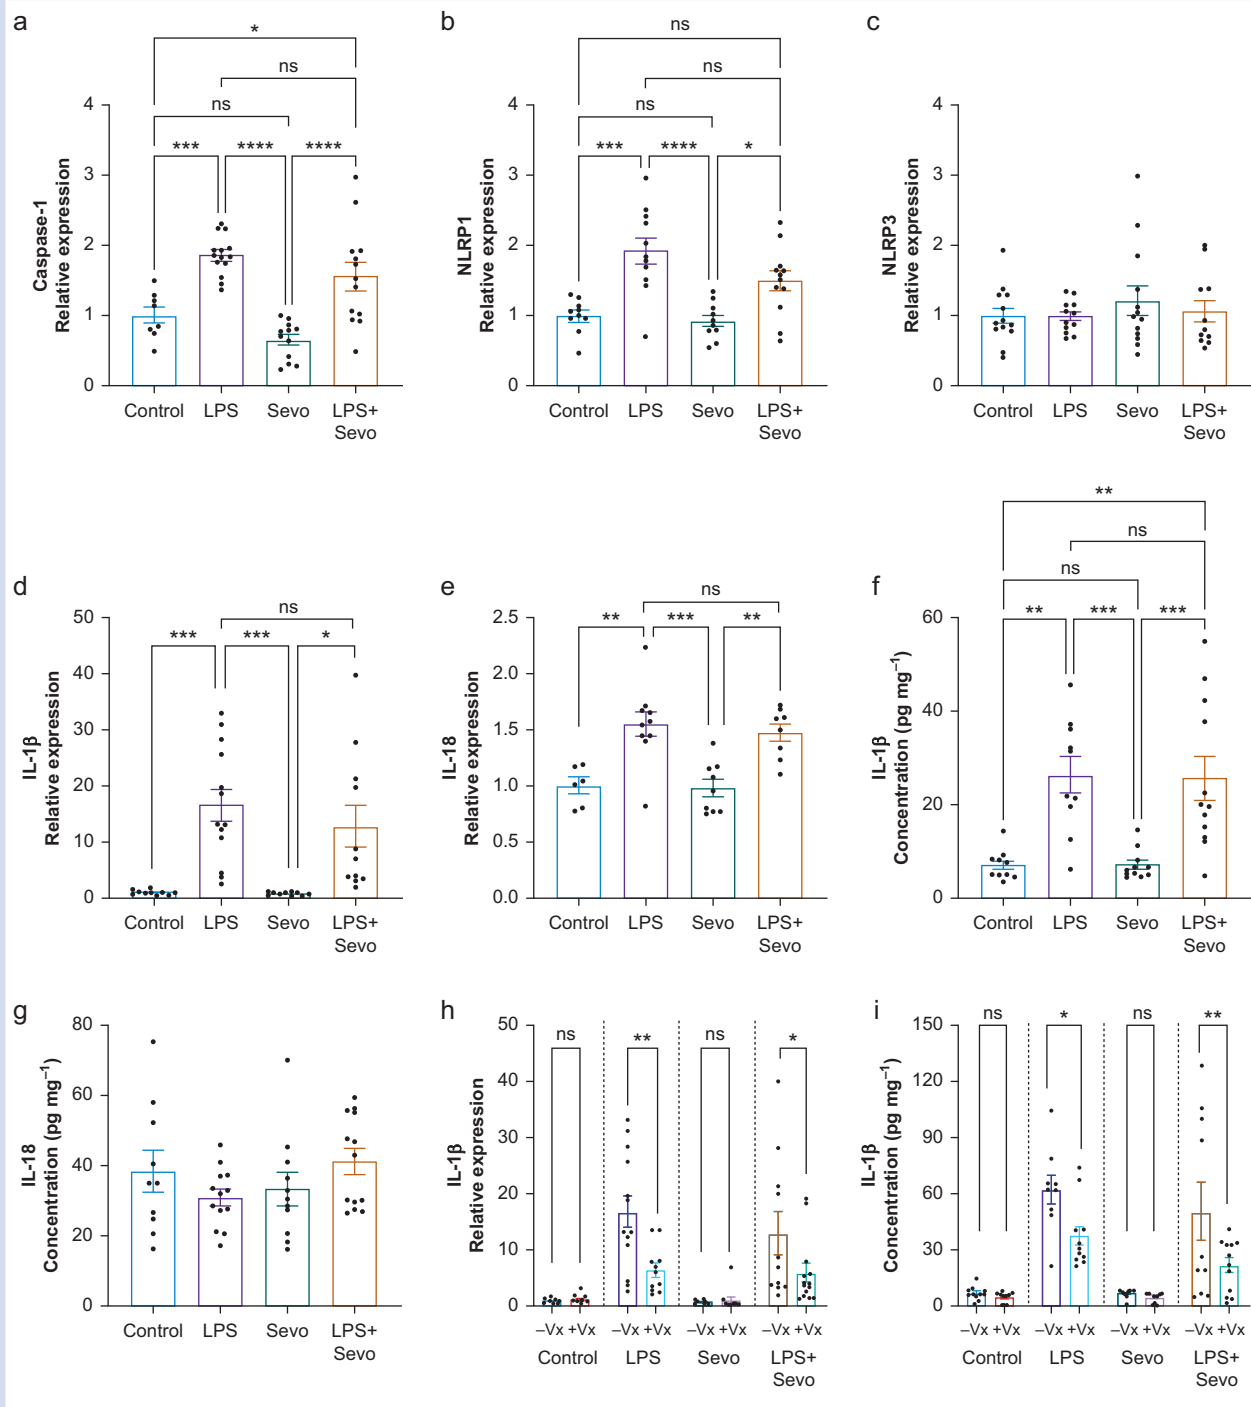 a
*
ns
ns
*** **** ****
Caspase-1
Relative expression
4
3
2
1
0
Control LPS Sevo LPS+
Sevo
b
ns
ns
ns
*** **** *
NLRP1
Relative expression
4
3
2
1
0
Control LPS Sevo LPS+
Sevo
c
NLRP3
Relative expression
4
3
2
1
0
Control LPS Sevo LPS+
Sevo
d
ns
*** *** *
IL-1β
Relative expression
50
40
30
20
10
0
Control LPS Sevo LPS+
Sevo
e
ns
** *** **
IL-18
Relative expression
2.5
2.0
1.5
1.0
0.5
0.0
Control LPS Sevo LPS+
Sevo
f
**
ns
ns
** *** ***
IL-1β
Concentration (pg mg⁻¹)
60
40
20
0
Control LPS Sevo LPS+
Sevo
g
IL-18
Concentration (pg mg⁻¹)
80
60
40
20
0
Control LPS Sevo LPS+
Sevo
h
ns ** ns *
IL-1β
Relative expression
50
40
30
20
10
0
–Vx +Vx –Vx +Vx –Vx +Vx –Vx +Vx
Control LPS Sevo LPS+
Sevo
i
ns * ns **
IL-1β
Concentration (pg mg⁻¹)
150
120
90
60
30
0
–Vx +Vx –Vx +Vx –Vx +Vx –Vx +Vx
Control LPS Sevo LPS+
Sevo